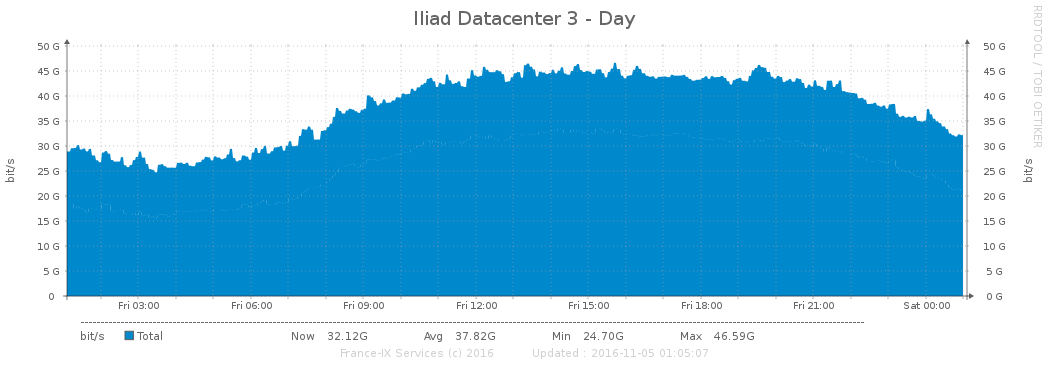 Iliad Datacenter 3 - Day
RRDTOOL / TOBI OETIKER
50 G 50 G
45 G 45 G
40 G 40 G
35 G 35 G
30 G 30 G
25 G 25 G
20 G 20 G
15 G 15 G
10 G 10 G
5 G 5 G
0 0 G
bit/s bit/s
Fri 03:00 Fri 06:00 Fri 09:00 Fri 12:00 Fri 15:00 Fri 18:00 Fri 21:00 Sat 00:00
bit/s Total Now 32.12G Avg 37.82G Min 24.70G Max 46.59G
France-IX Services (c) 2016 Updated : 2016-11-05 01:05:07